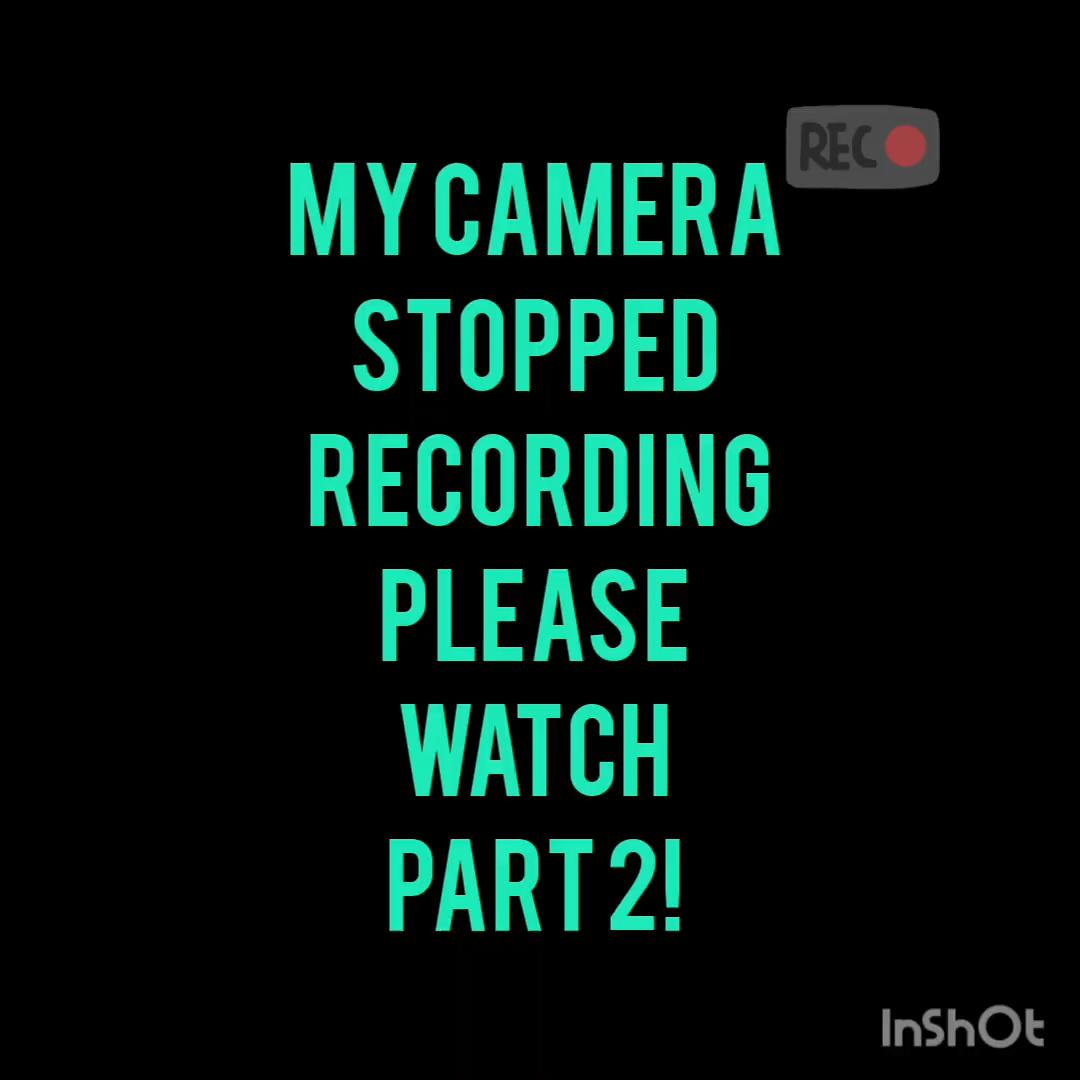 REC
MY CAMERA
STOPPED
RECORDING
PLEASE
WATCH
PART 2!
InShOt